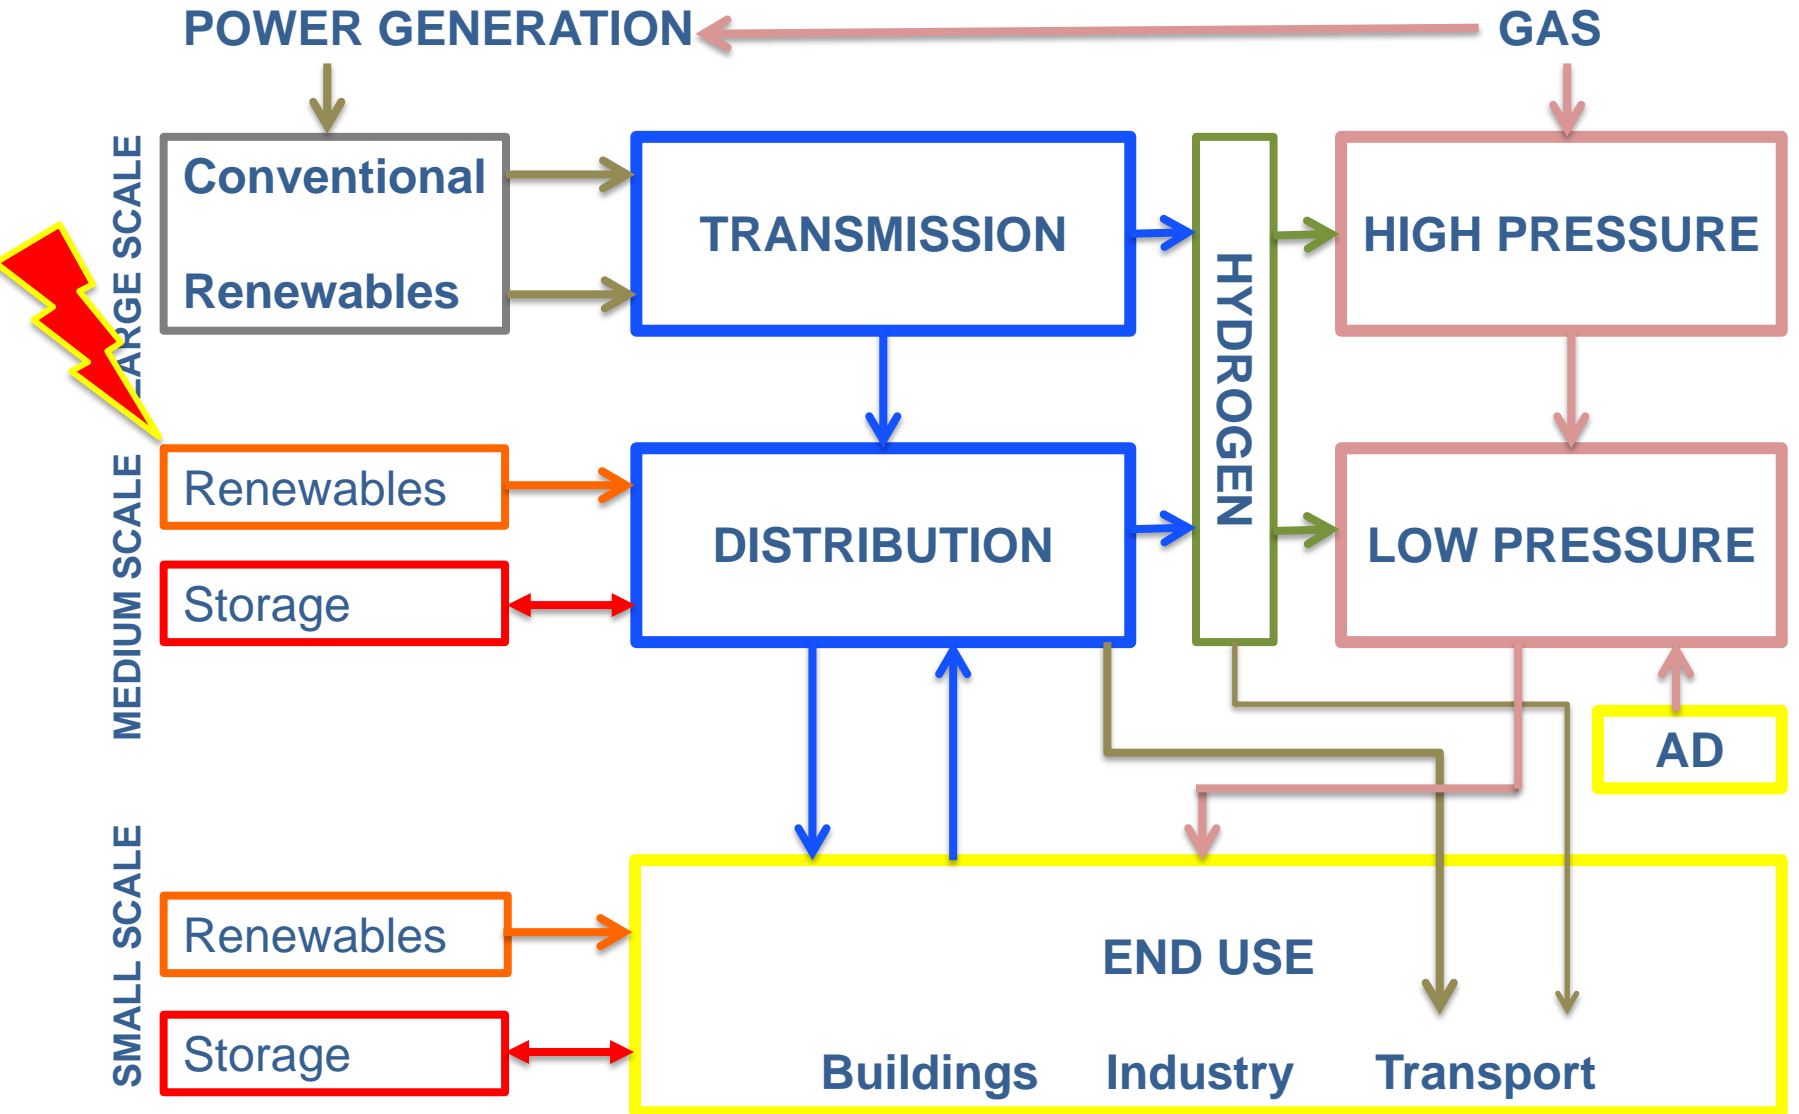 POWER GENERATION
GAS
LARGE SCALE
Conventional
Renewables
TRANSMISSION
HYDROGEN
HIGH PRESSURE
MEDIUM SCALE
Renewables
Storage
DISTRIBUTION
LOW PRESSURE
AD
SMALL SCALE
Renewables
Storage
END USE
Buildings Industry Transport